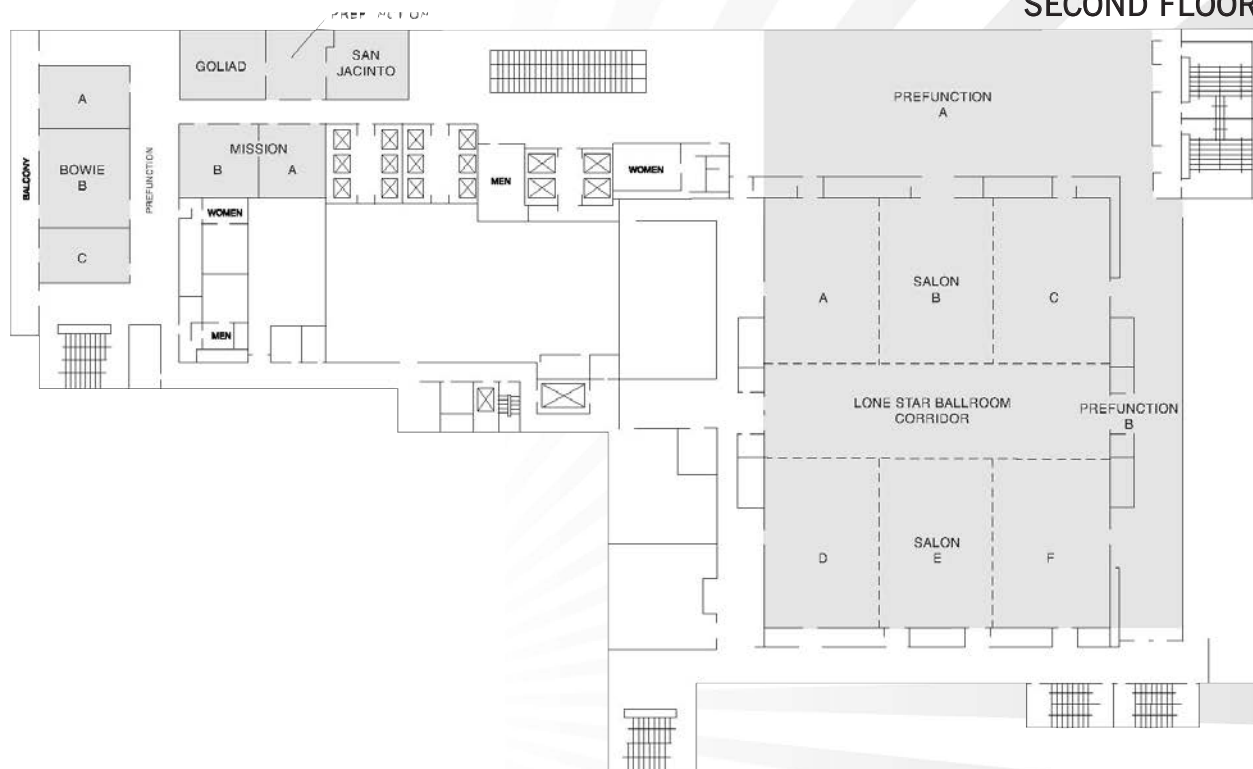 SECOND FLOOR
GOLIAD
SAN
JACINTO
PREFUNCTION
A
A
BOWIE
B
C
BALCONY
PREFUNCTION
MISSION
B
A
MEN
WOMEN
WOMEN
MEN
A
SALON
B
C
LONE STAR BALLROOM
CORRIDOR
PREFUNCTION
B
D
SALON
E
F